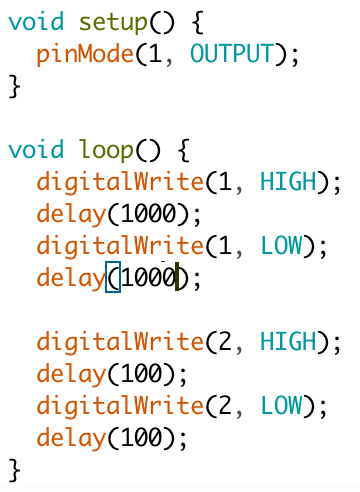 void setup() {
  pinMode(1, OUTPUT);
}

void loop() {
  digitalWrite(1, HIGH);
  delay(1000);
  digitalWrite(1, LOW);
  delay(1000);

  digitalWrite(2, HIGH);
  delay(100);
  digitalWrite(2, LOW);
  delay(100);
}